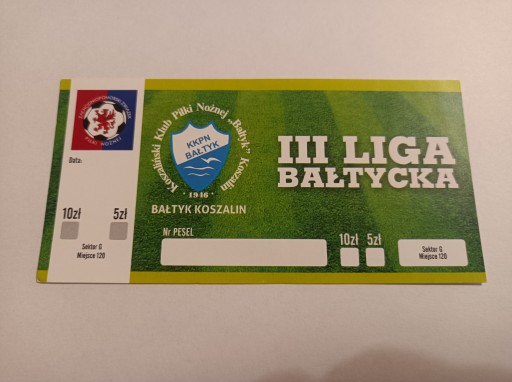 Data:
10zł 5zł
Sektor G
Miejsce 120
Koszaliński Klub Piłki Nożnej „Bałtyk” Koszalin
KKPN
BAŁTYK
• 1946 •
BAŁTYK KOSZALIN
III LIGA
BAŁTYCKA
Nr PESEL
10zł 5zł
Sektor G
Miejsce 120